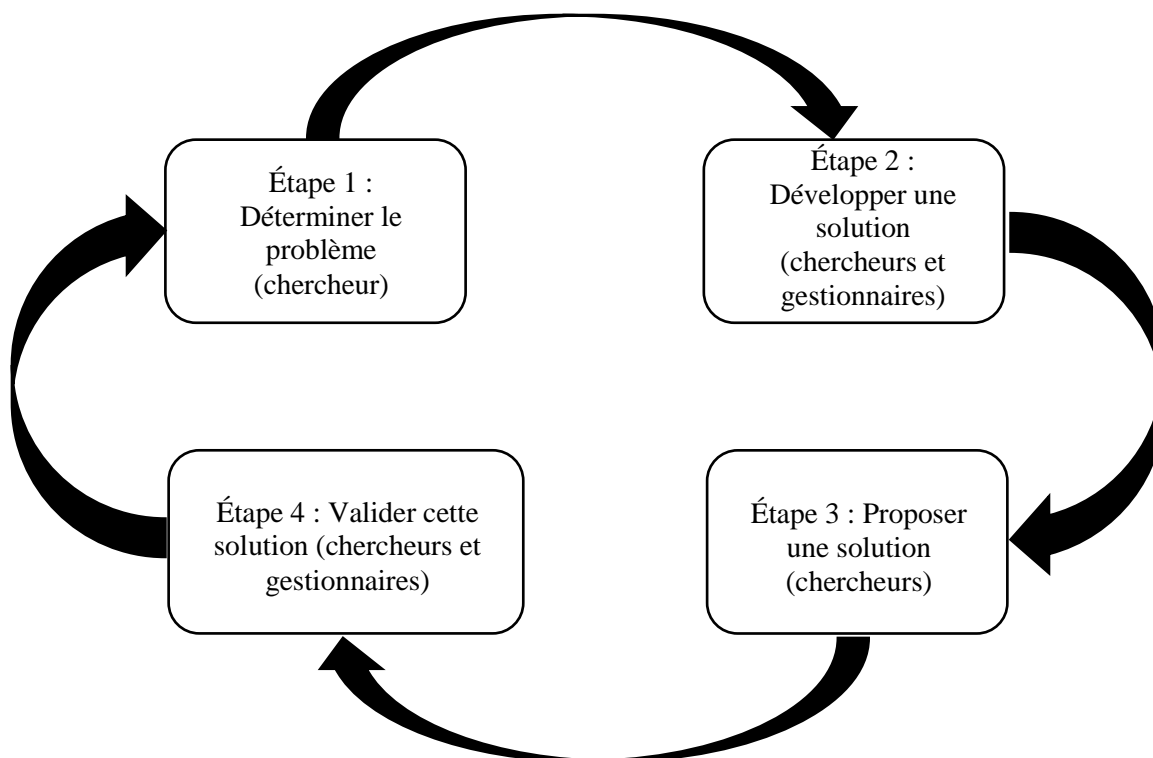 Étape 1 :
Déterminer le
problème
(chercheur)
Étape 2 :
Développer une
solution
(chercheurs et
gestionnaires)
Étape 3 : Proposer
une solution
(chercheurs)
Étape 4 : Valider cette
solution (chercheurs et
gestionnaires)